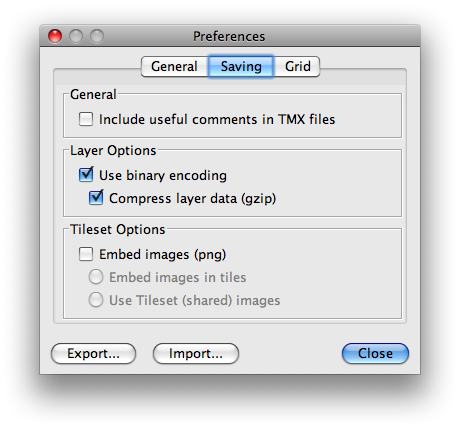 Preferences
General Saving Grid
General
Include useful comments in TMX files
Layer Options
Use binary encoding
Compress layer data (gzip)
Tileset Options
Embed images (png)
Embed images in tiles
Use Tileset (shared) images
Export... Import... Close